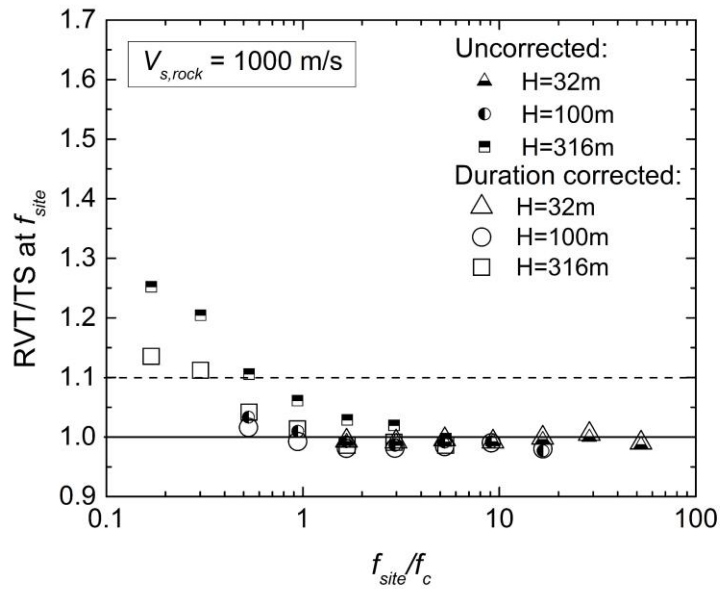 1.7
1.6
1.5
1.4
1.3
1.2
1.1
1.0
0.9
RVT/TS at f_site
V_s,rock = 1000 m/s
Uncorrected:
H=32m
H=100m
H=316m
Duration corrected:
H=32m
H=100m
H=316m
0.1 1 10 100
f_site/f_c